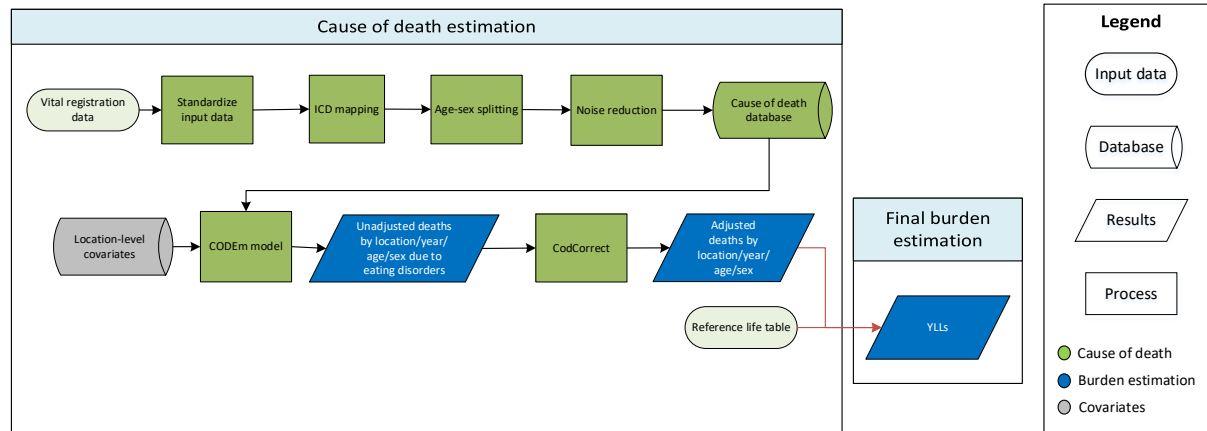 Cause of death estimation
Vital registration
data
Standardize
input data
ICD mapping
Age-sex splitting
Noise reduction
Cause of death
database
Location-level
covariates
CODEm model
Unadjusted deaths
by location/year/
age/sex due to
eating disorders
CodCorrect
Adjusted
deaths by
location/year/
age/sex
Reference life table
Final burden
estimation
YLLs
Legend
Input data
Database
Results
Process
Cause of death
Burden estimation
Covariates